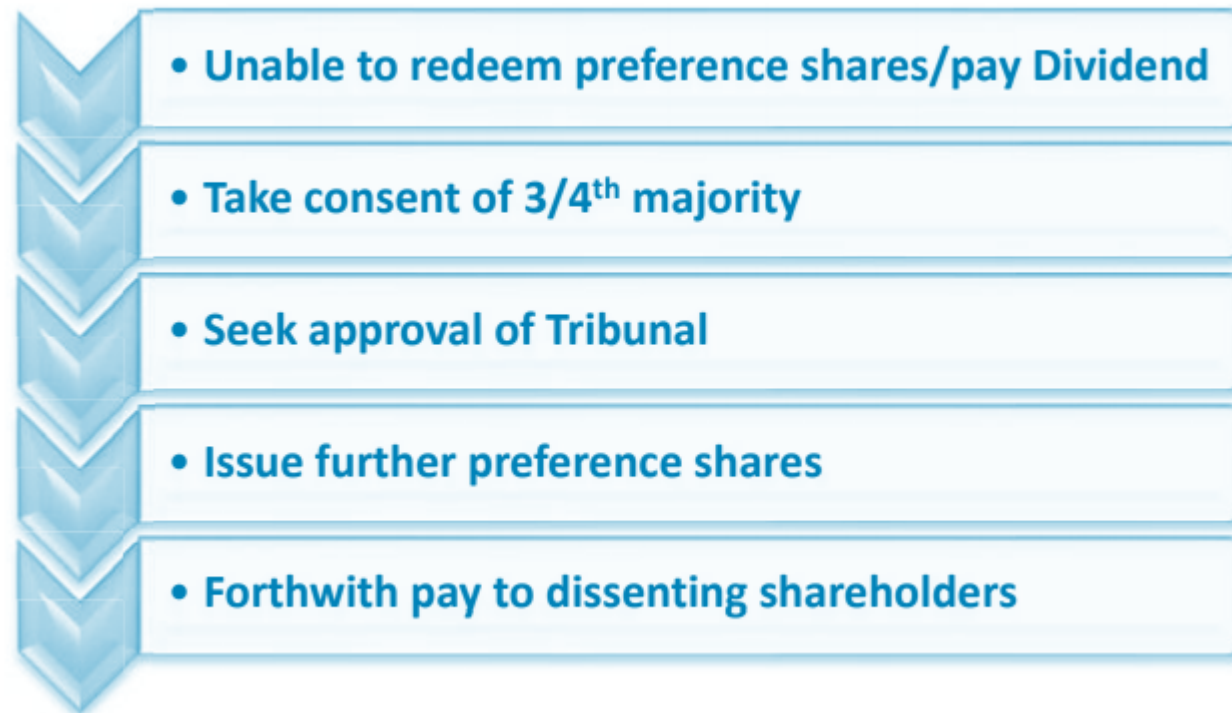 • Unable to redeem preference shares/pay Dividend
• Take consent of 3/4th majority
• Seek approval of Tribunal
• Issue further preference shares
• Forthwith pay to dissenting shareholders